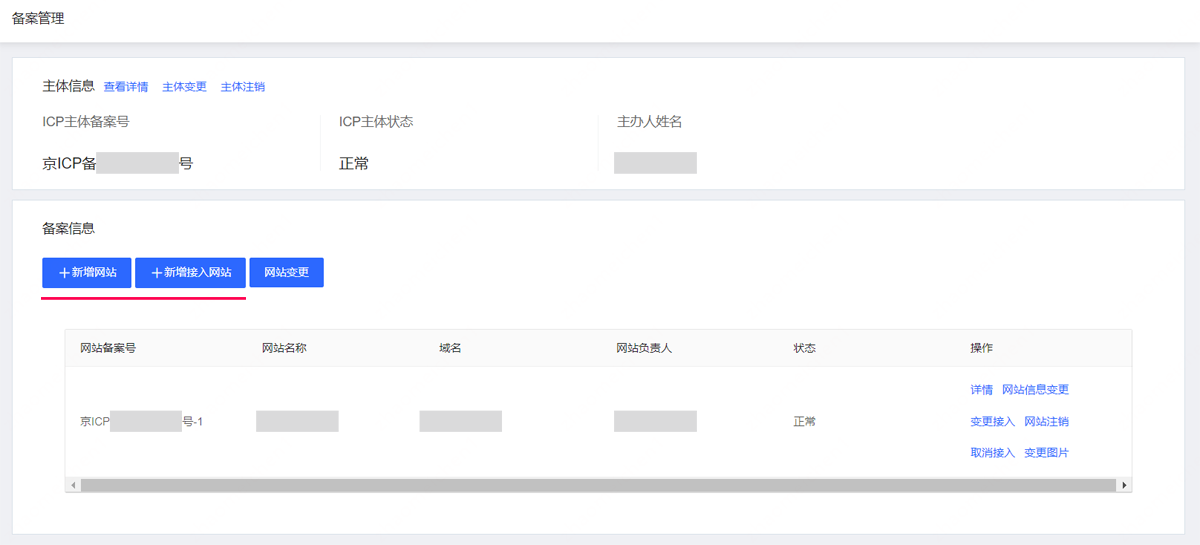 备案管理
主体信息 查看详情 主体变更 主体注销
ICP主体备案号 ICP主体状态 主办人姓名
京ICP备 号 正常
备案信息
+新增网站 +新增接入网站 网站变更
网站备案号 网站名称 域名 网站负责人 状态 操作
详情 网站信息变更
京ICP 号-1 正常 变更接入 网站注销
取消接入 变更图片